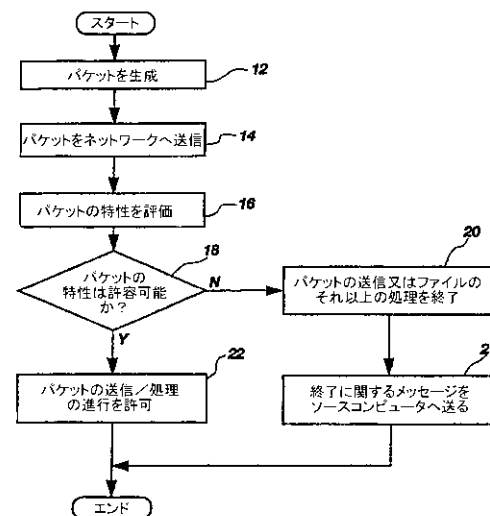 スタート
パケットを生成
12
パケットをネットワークへ送信
14
パケットの特性を評価
16
パケットの
特性は許容可能
か?
18
N
Y
20
パケットの送信又はファイルの
それ以上の処理を終了
22
パケットの送信/処理
の進行を許可
2
終了に関するメッセージを
ソースコンピュータへ送る
エンド